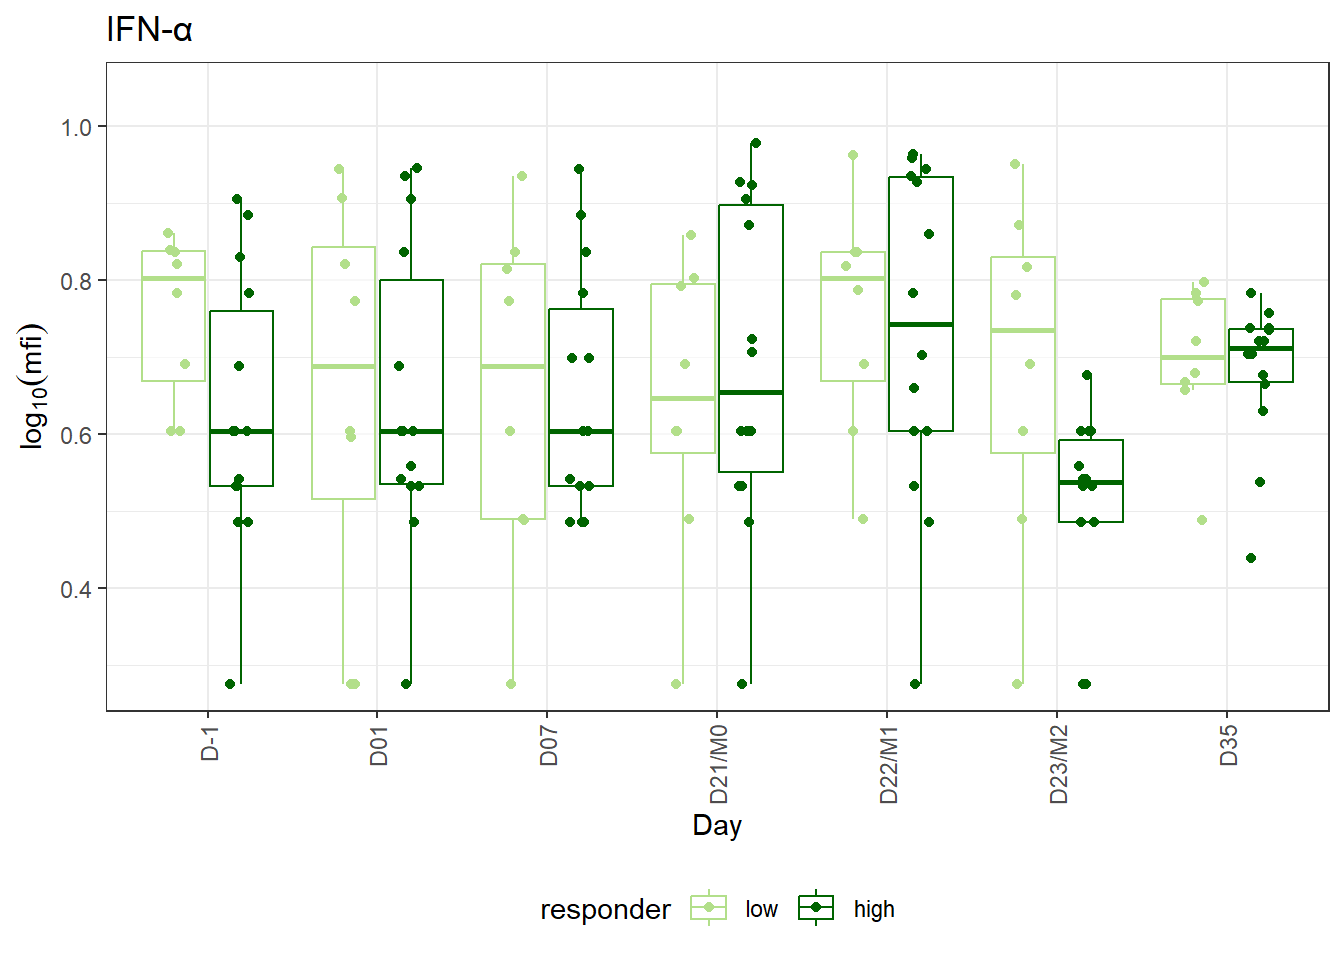 IFN-α
1.0
0.8
0.6
0.4
log10(mfi)
D-1
D01
D07
D21/M0
D22/M1
D23/M2
D35
Day
responder low high